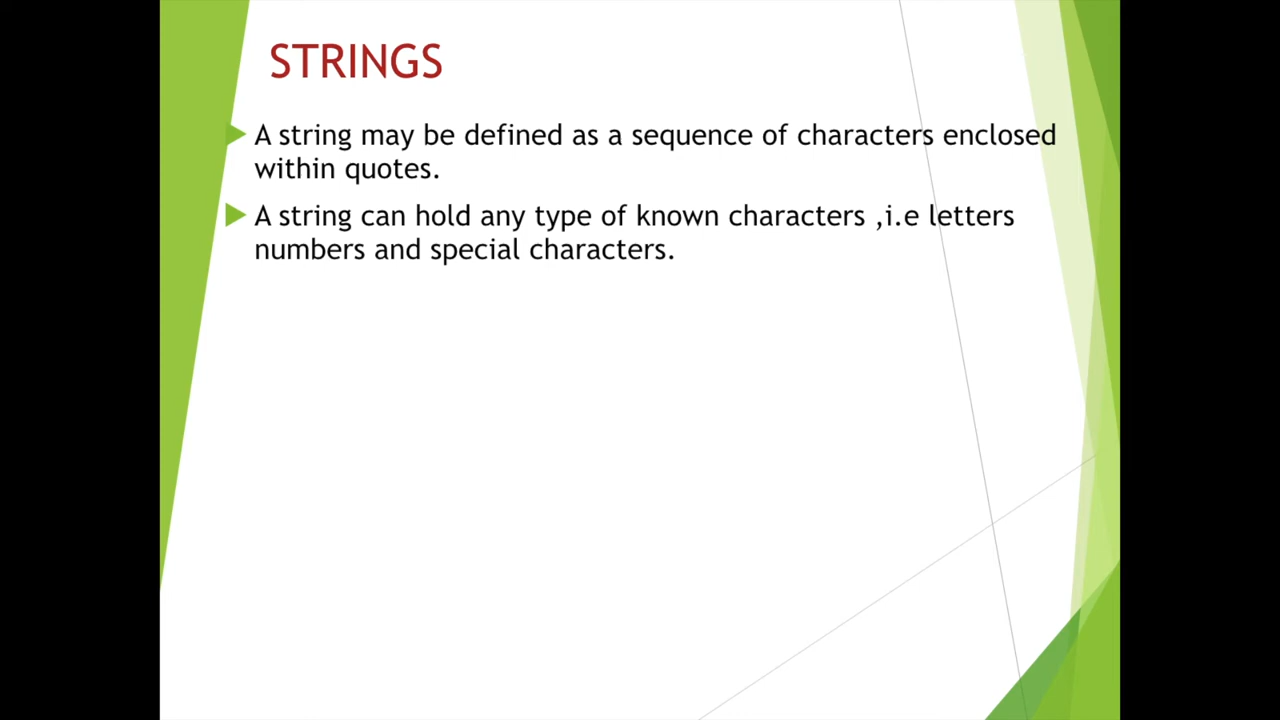 STRINGS
A string may be defined as a sequence of characters enclosed
within quotes.
A string can hold any type of known characters ,i.e letters
numbers and special characters.